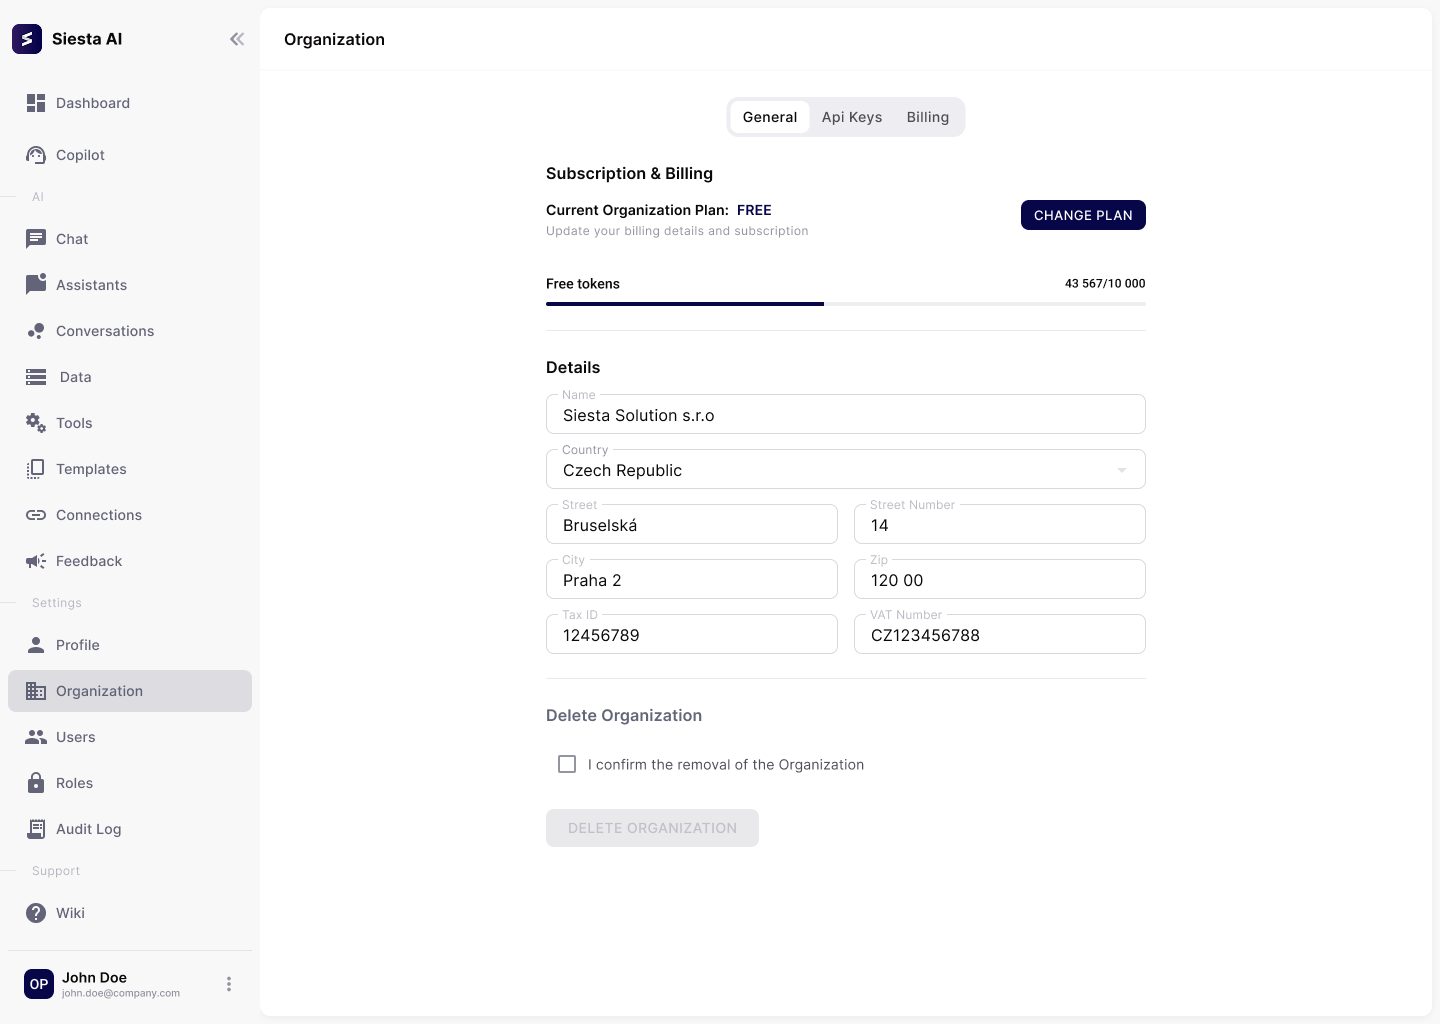 Siesta AI
Dashboard
Copilot
AI
Chat
Assistants
Conversations
Data
Tools
Templates
Connections
Feedback
Settings
Profile
Organization
Users
Roles
Audit Log
Support
Wiki
OP
John Doe
john.doe@company.com
Organization
General Api Keys Billing
Subscription & Billing
Current Organization Plan: FREE
Update your billing details and subscription
CHANGE PLAN
Free tokens 43 567/10 000
Details
Name
Siesta Solution s.r.o
Country
Czech Republic
Street
Bruselská
Street Number
14
City
Praha 2
Zip
120 00
Tax ID
12456789
VAT Number
CZ123456788
Delete Organization
I confirm the removal of the Organization
DELETE ORGANIZATION